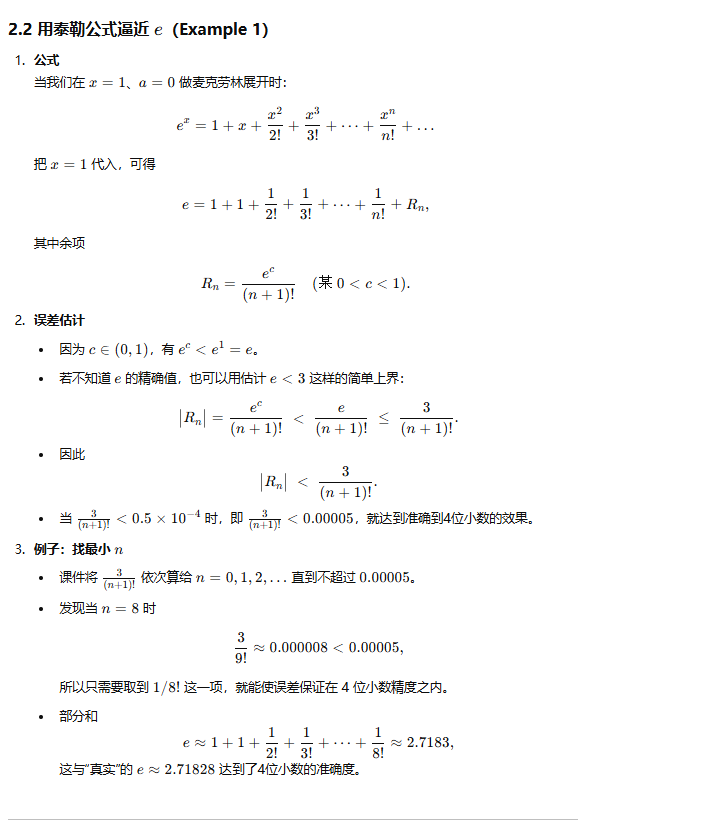 2.2 用泰勒公式逼近 e（Example 1）
1. 公式
当我们在 x = 1、a = 0 做麦克劳林展开时：
e^x = 1 + x + x^2/2! + x^3/3! + ⋯ + x^n/n! + …
把 x = 1 代入，可得
e = 1 + 1 + 1/2! + 1/3! + ⋯ + 1/n! + R_n,
其中余项
R_n = e^c/(n + 1)! (某 0 < c < 1).
2. 误差估计
• 因为 c ∈ (0, 1)，有 e^c < e^1 = e。
• 若不知道 e 的精确值，也可以用估计 e < 3 这样的简单上界：
|R_n| = e^c/(n + 1)! < e/(n + 1)! ≤ 3/(n + 1)!.
• 因此
|R_n| < 3/(n + 1)!.
• 当 3/(n+1)! < 0.5 × 10^−4 时，即 3/(n+1)! < 0.00005，就达到准确到4位小数的效果。
3. 例子：找最小 n
• 课件将 3/(n+1)! 依次算给 n = 0, 1, 2, … 直到不超过 0.00005。
• 发现当 n = 8 时
3/9! ≈ 0.000008 < 0.00005,
所以只需要取到 1/8! 这一项，就能使误差保证在 4 位小数精度之内。
• 部分和
e ≈ 1 + 1 + 1/2! + 1/3! + ⋯ + 1/8! ≈ 2.7183,
这与“真实”的 e ≈ 2.71828 达到了4位小数的准确度。